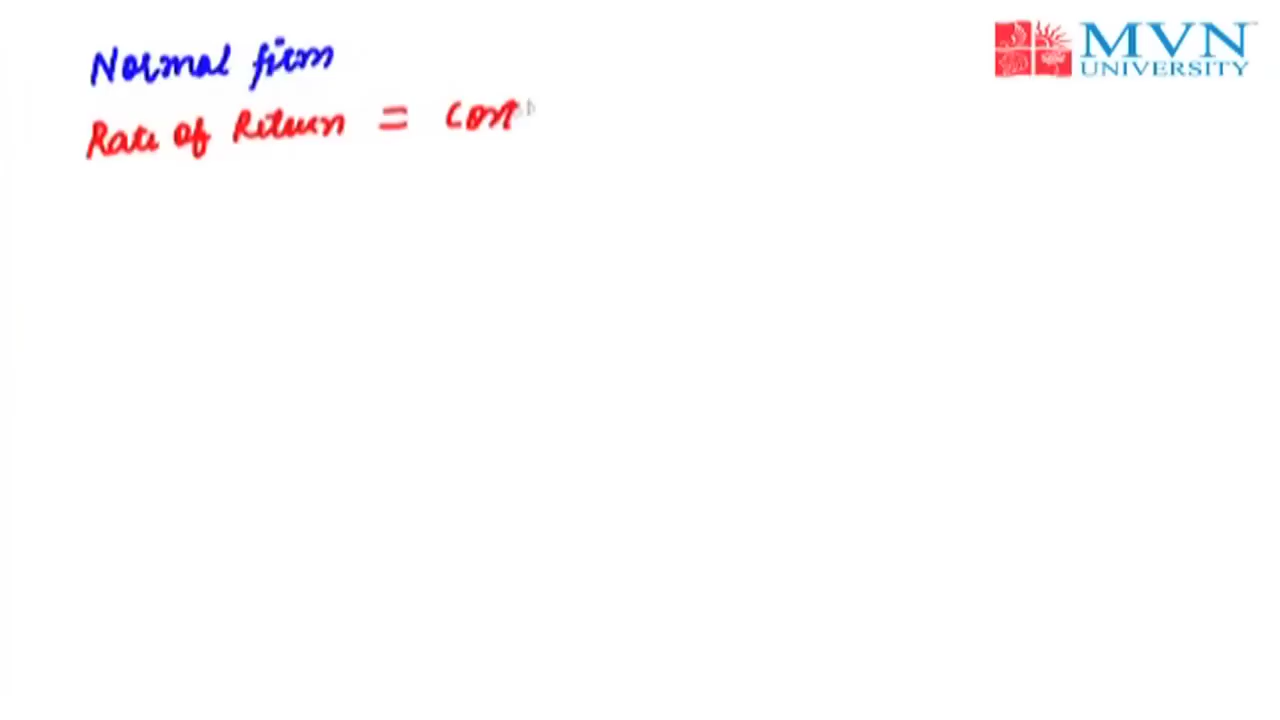 Normal firm
Rate of Return = Cost
MVN
UNIVERSITY